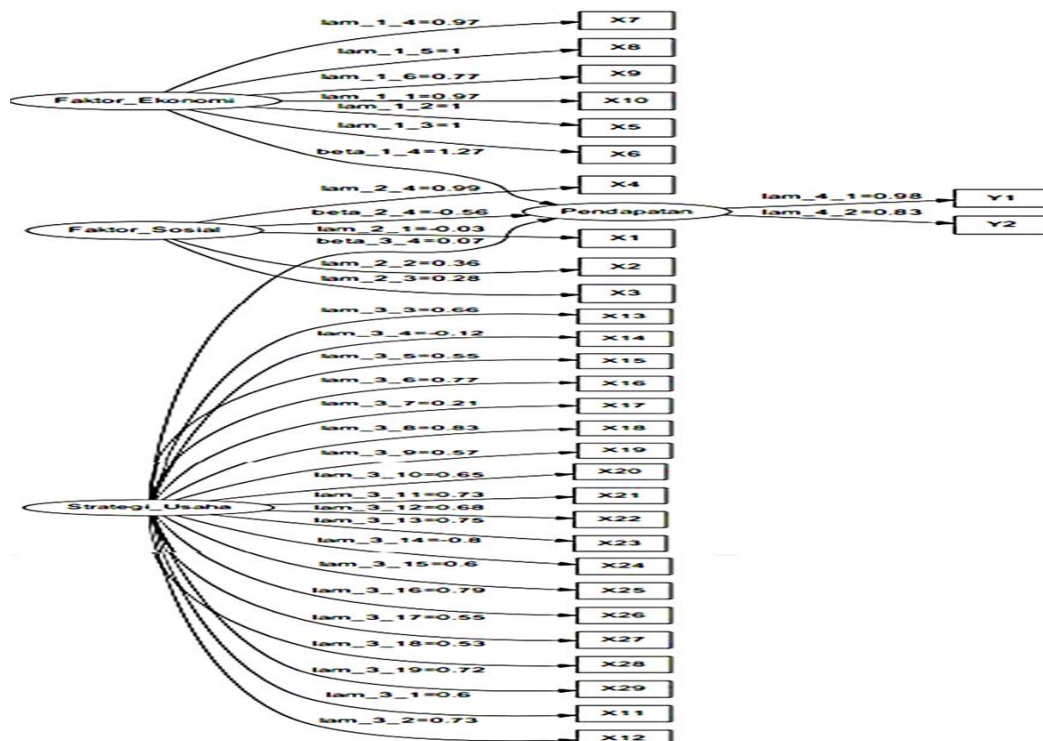 lam_1_4=0.97
X7
lam_1_5=1
X8
lam_1_6=0.77
X9
Faktor_Ekonomi
lam_1_1=0.97
X10
lam_1_2=1
X5
lam_1_3=1
X6
beta_1_4=1.27
lam_2_4=0.99
X4
lam_4_1=0.98
Y1
beta_2_4=-0.56
Pendapatan
lam_4_2=0.83
Y2
Faktor_Sosial
lam_2_1=-0.03
X1
beta_3_4=0.07
lam_2_2=0.36
X2
lam_2_3=0.28
X3
lam_3_3=0.66
X13
lam_3_4=-0.12
X14
lam_3_5=0.55
X15
lam_3_6=0.77
X16
lam_3_7=0.21
X17
lam_3_8=0.83
X18
lam_3_9=0.57
X19
lam_3_10=0.65
X20
lam_3_11=0.73
X21
Strategi_Usaha
lam_3_12=0.68
X22
lam_3_13=0.75
X23
lam_3_14=-0.8
X24
lam_3_15=0.6
X25
lam_3_16=0.79
X26
lam_3_17=0.55
X27
lam_3_18=0.53
X28
lam_3_19=0.72
X29
lam_3_1=0.6
X11
lam_3_2=0.73
X12